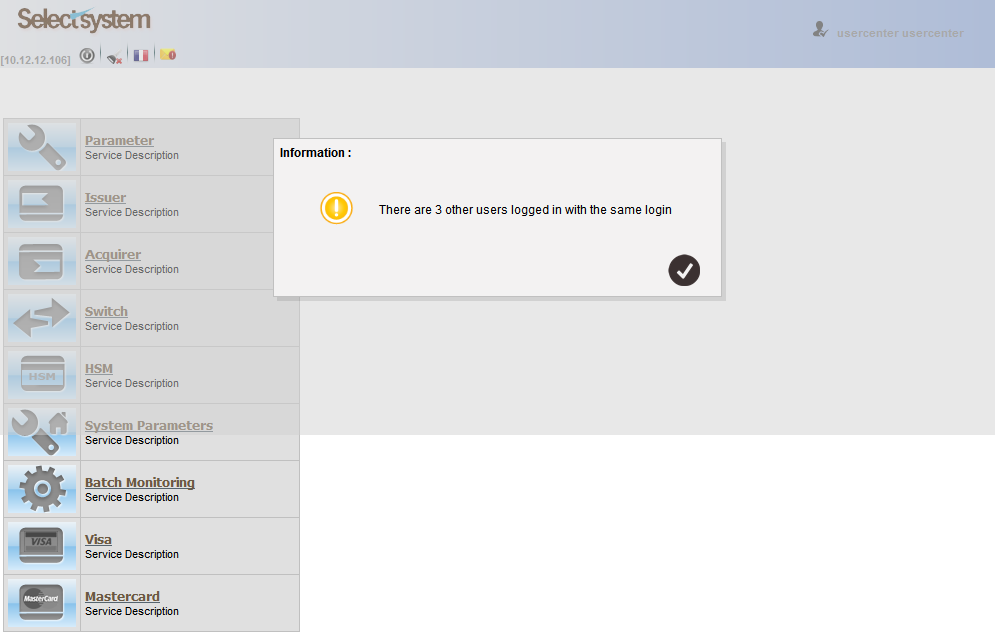 Selectsystem
usercenter usercenter
[10.12.12.106]
Parameter
Service Description
Information :
Issuer
Service Description
There are 3 other users logged in with the same login
Acquirer
Service Description
Switch
Service Description
HSM
HSM
Service Description
System Parameters
Service Description
Batch Monitoring
Service Description
VISA
Visa
Service Description
MasterCard
Mastercard
Service Description